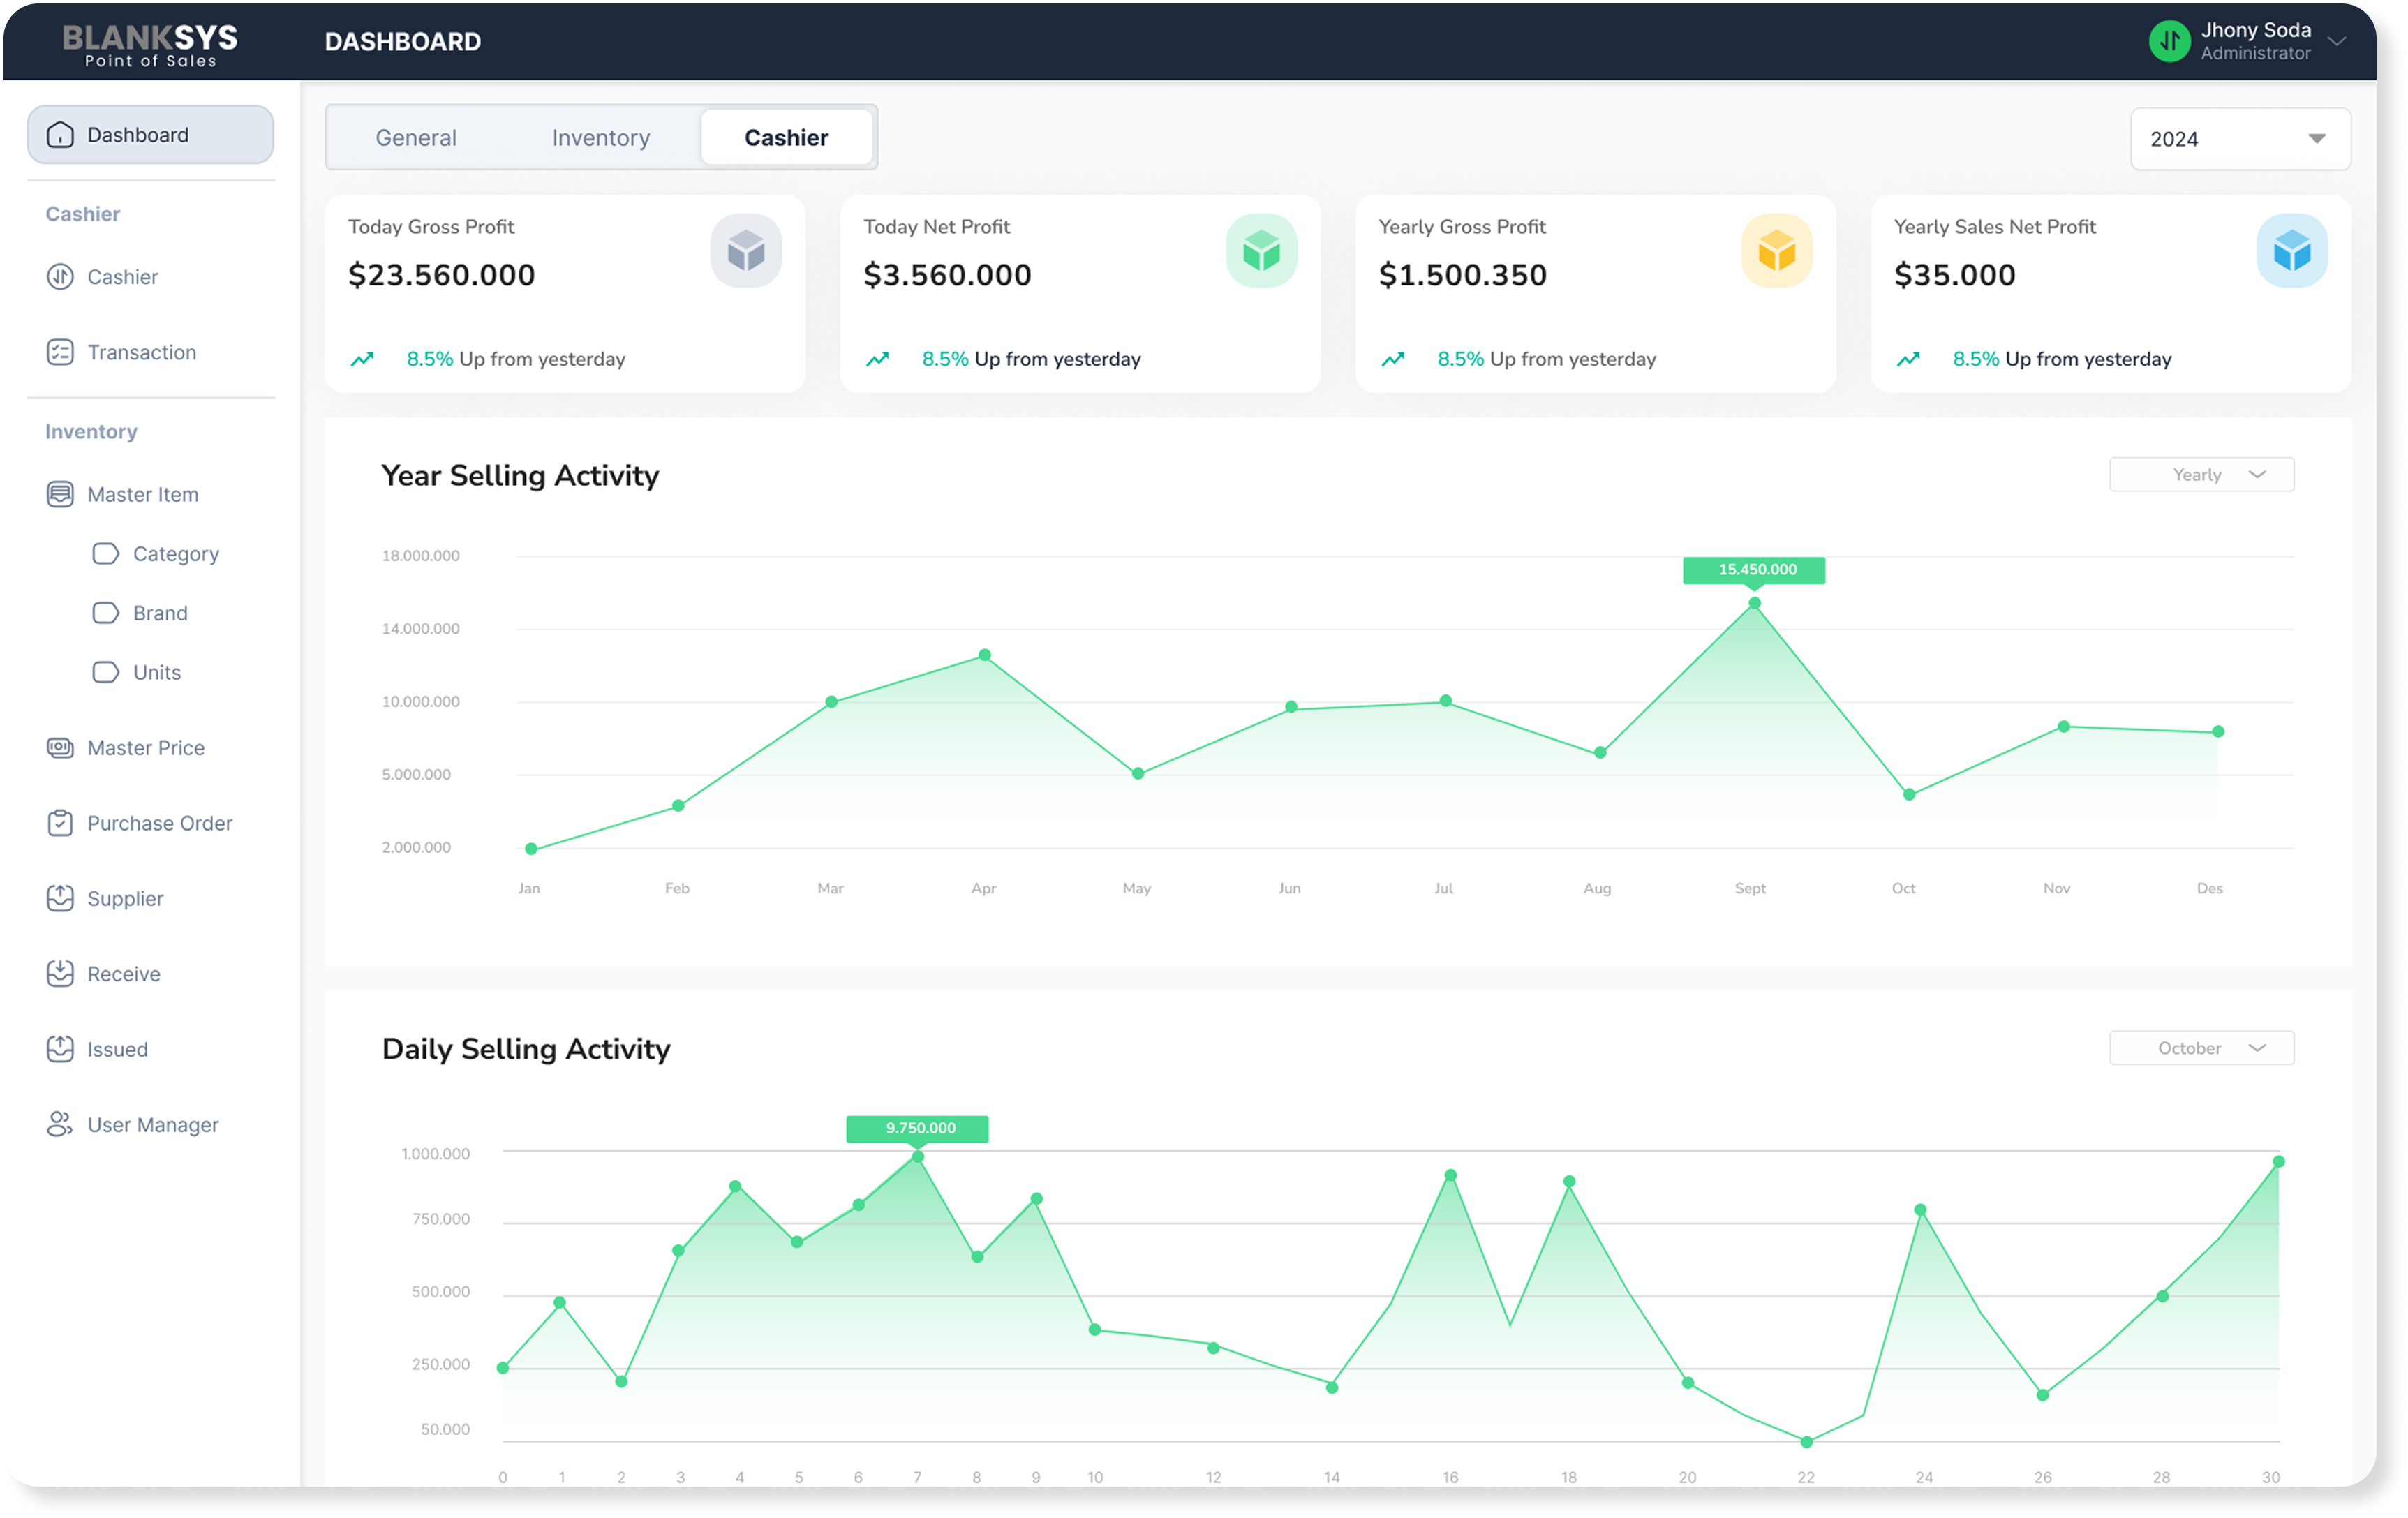 BLANKSYS
Point of Sales
DASHBOARD
Jhony Soda
Administrator
Dashboard
Cashier
Cashier
Transaction
Inventory
Master Item
Category
Brand
Units
Master Price
Purchase Order
Supplier
Receive
Issued
User Manager
General Inventory Cashier
2024
Today Gross Profit
$23.560.000
8.5% Up from yesterday
Today Net Profit
$3.560.000
8.5% Up from yesterday
Yearly Gross Profit
$1.500.350
8.5% Up from yesterday
Yearly Sales Net Profit
$35.000
8.5% Up from yesterday
Year Selling Activity
Yearly
18.000.000
14.000.000
10.000.000
5.000.000
2.000.000
15.450.000
Jan Feb Mar Apr May Jun Jul Aug Sept Oct Nov Des
Daily Selling Activity
October
9.750.000
1.000.000
750.000
500.000
250.000
50.000
0 1 2 3 4 5 6 7 8 9 10 12 14 16 18 20 22 24 26 28 30